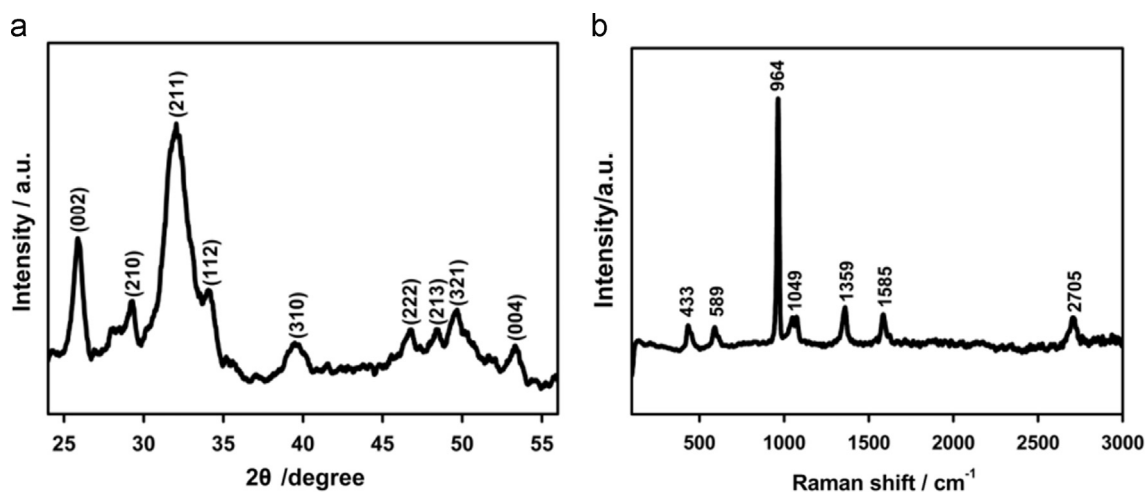 a
Intensity / a.u.
(002)
(210)
(211)
(112)
(310)
(222)
(213)
(321)
(004)
25 30 35 40 45 50 55
2θ /degree
b
Intensity/a.u.
433
589
964
1049
1359
1585
2705
500 1000 1500 2000 2500 3000
Raman shift / cm⁻¹